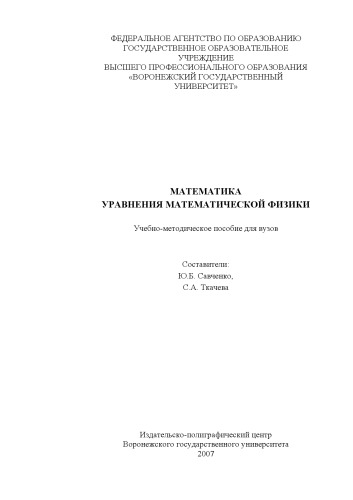 ФЕДЕРАЛЬНОЕ АГЕНТСТВО ПО ОБРАЗОВАНИЮ
ГОСУДАРСТВЕННОЕ ОБРАЗОВАТЕЛЬНОЕ
УЧРЕЖДЕНИЕ
ВЫСШЕГО ПРОФЕССИОНАЛЬНОГО ОБРАЗОВАНИЯ
«ВОРОНЕЖСКИЙ ГОСУДАРСТВЕННЫЙ
УНИВЕРСИТЕТ»
МАТЕМАТИКА
УРАВНЕНИЯ МАТЕМАТИЧЕСКОЙ ФИЗИКИ
Учебно-методическое пособие для вузов
Составители:
Ю.Б. Савченко,
С.А. Ткачева
Издательско-полиграфический центр
Воронежского государственного университета
2007